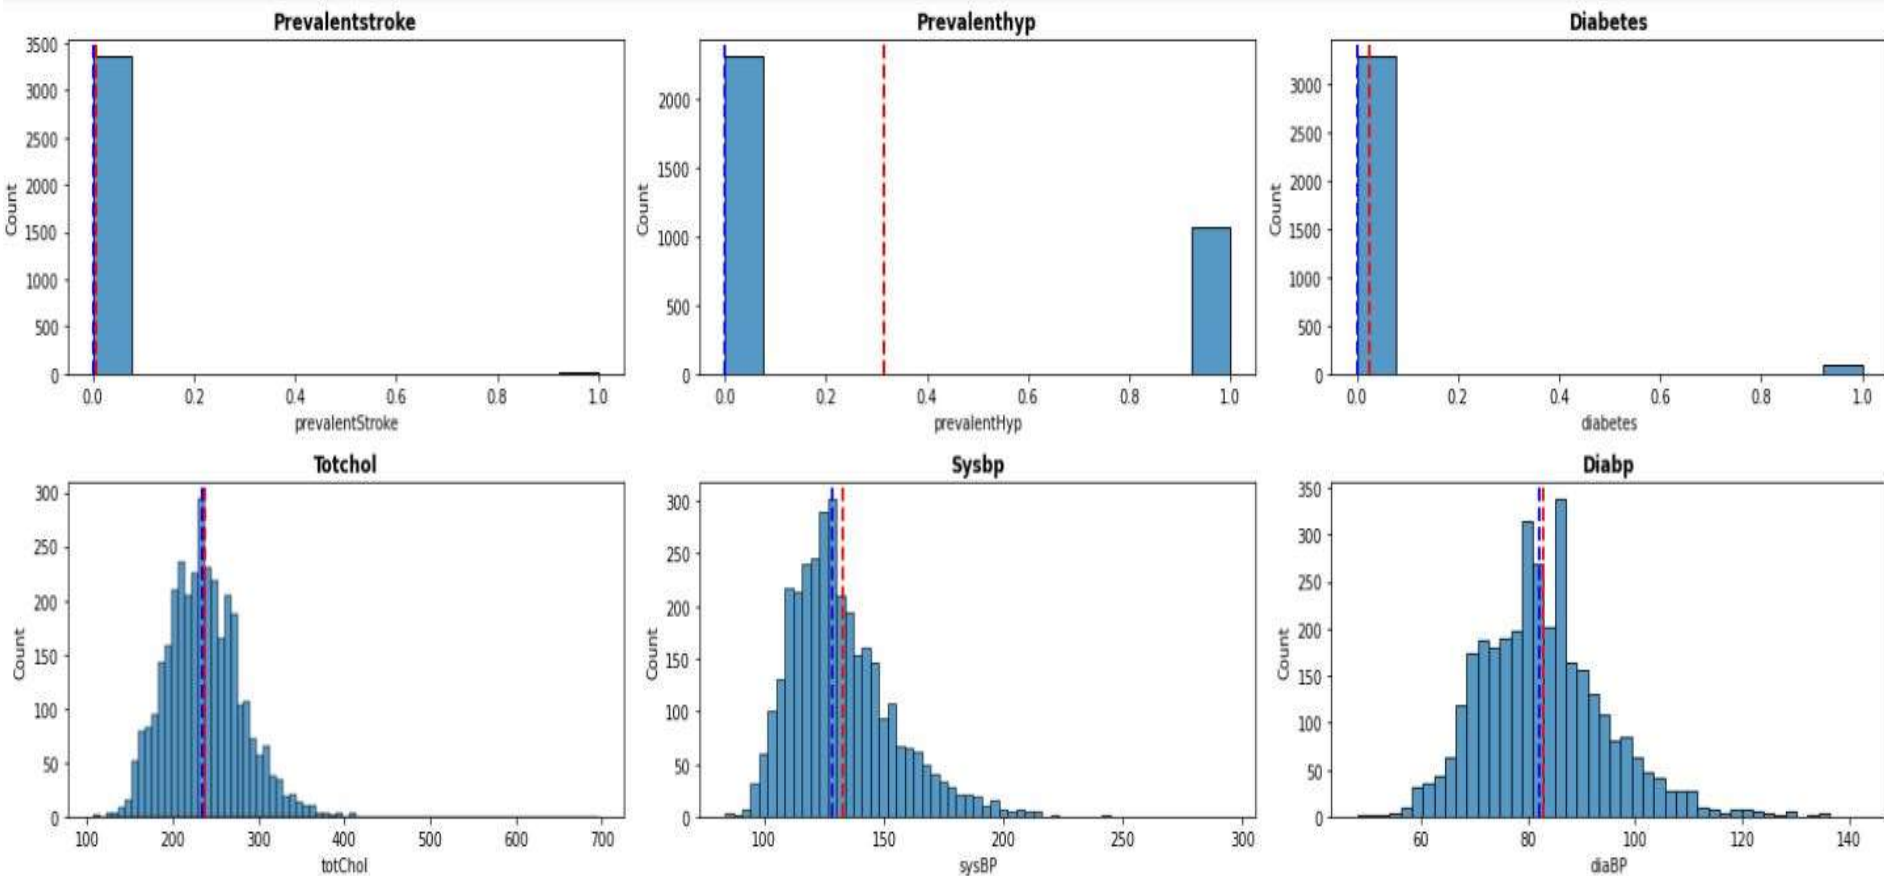 Prevalentstroke
3500
3000
2500
2000
1500
1000
500
0
Count
0.0 0.2 0.4 0.6 0.8 1.0
prevalentStroke
Prevalenthyp
2000
1500
1000
500
0
Count
0.0 0.2 0.4 0.6 0.8 1.0
prevalentHyp
Diabetes
3000
2500
2000
1500
1000
500
0
Count
0.0 0.2 0.4 0.6 0.8 1.0
diabetes
Totchol
300
250
200
150
100
50
0
Count
100 200 300 400 500 600 700
totChol
Sysbp
300
250
200
150
100
50
0
Count
100 150 200 250 300
sysBP
Diabp
350
300
250
200
150
100
50
0
Count
60 80 100 120 140
diaBP